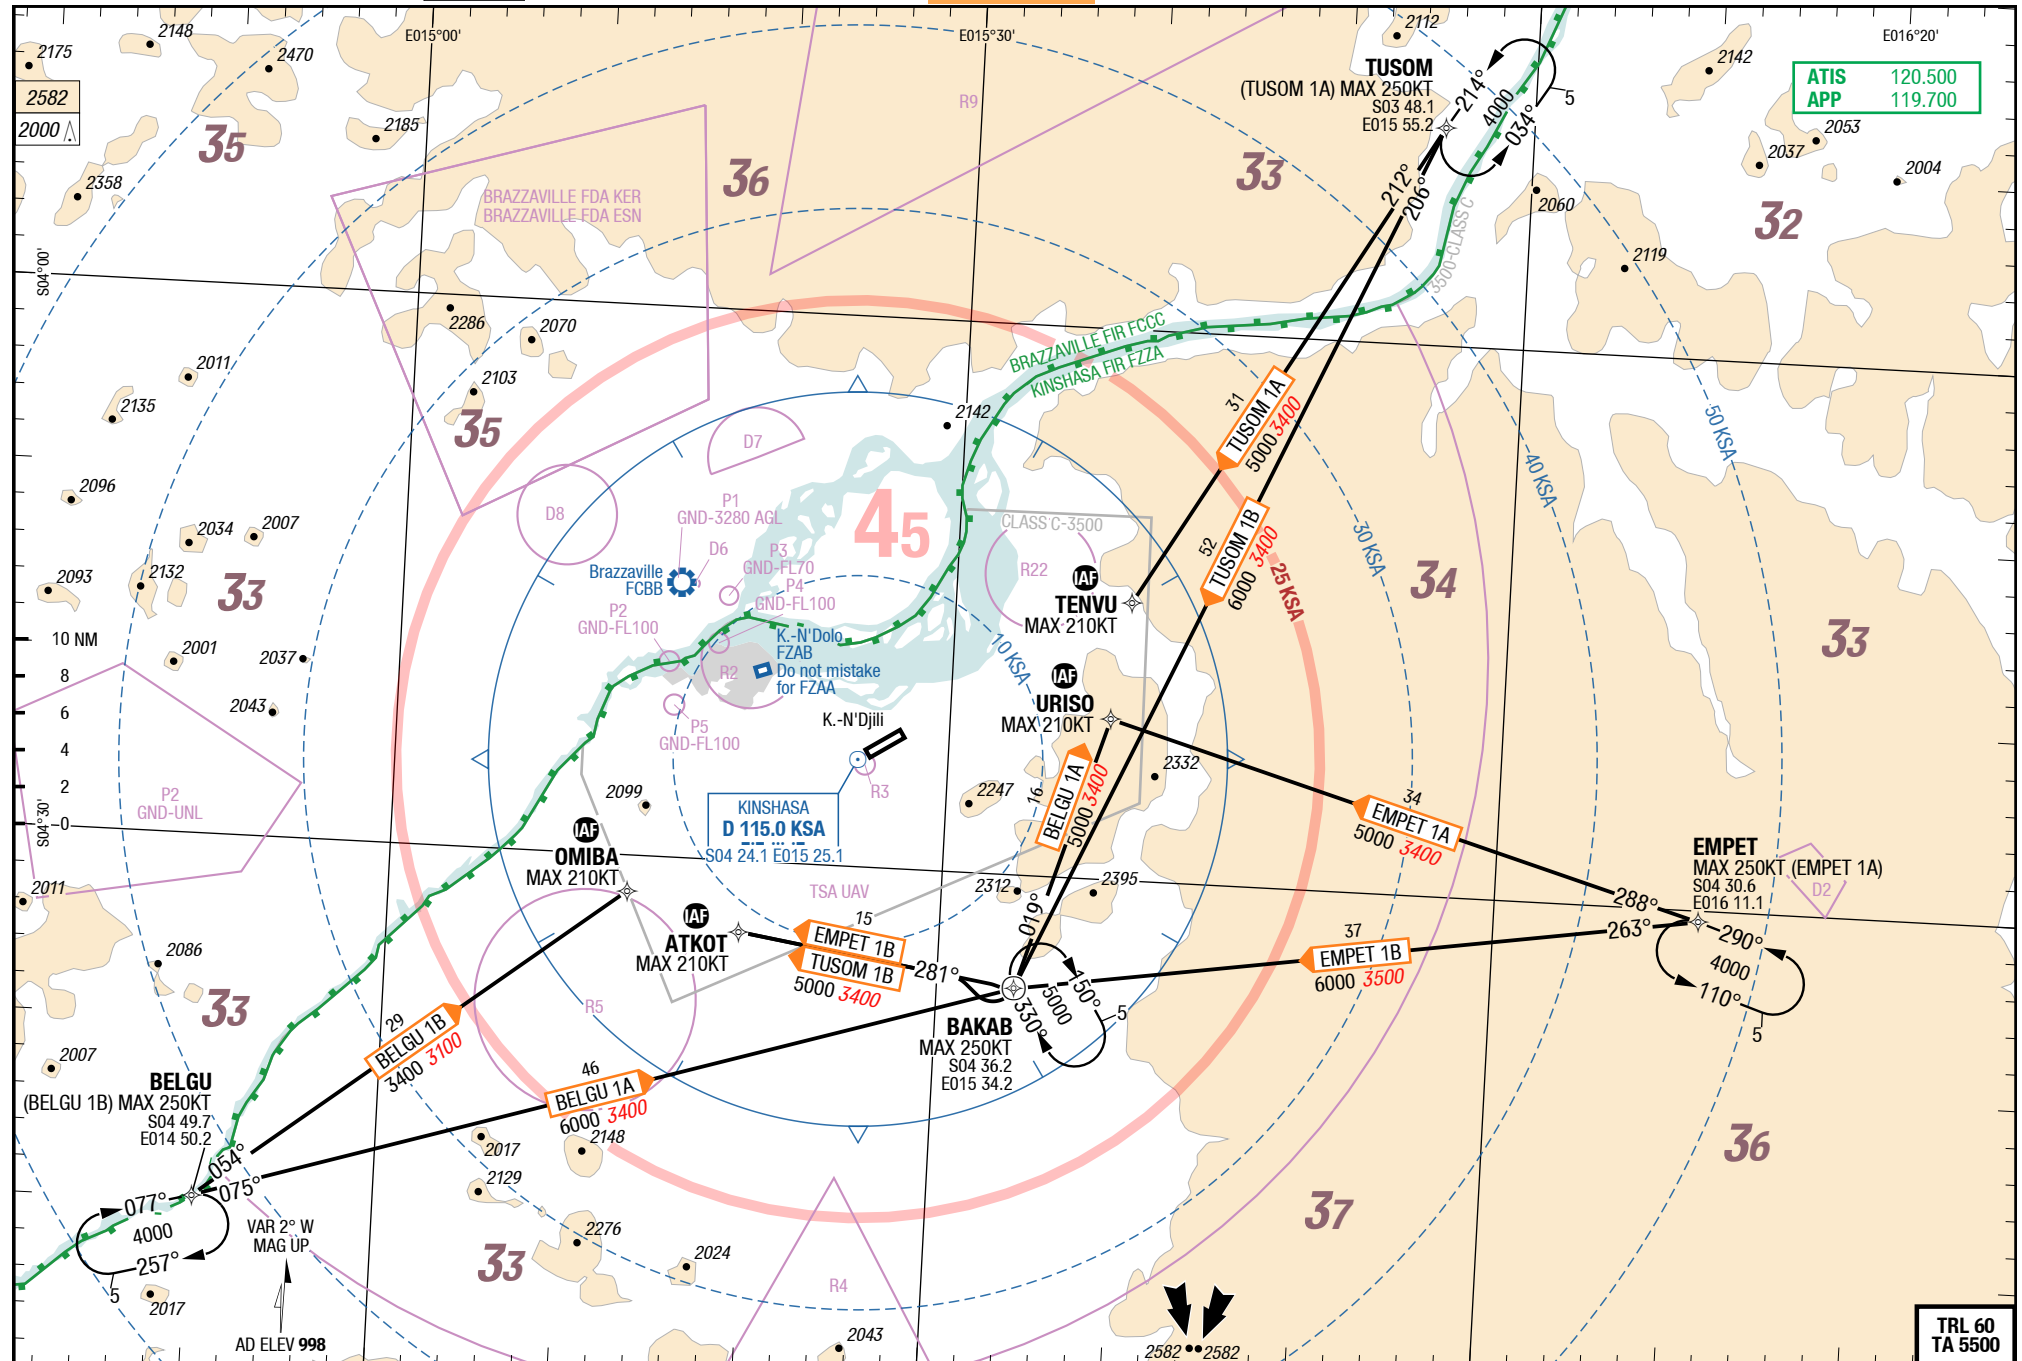 E015°00'
E015°30'
E016°20'
2175
2148
2470
2112
2142
2582
2000
35
2185
R9
TUSOM
(TUSOM 1A) MAX 250KT
S03 48.1
E015 55.2
214°
4000
034°
5
ATIS 120.500
APP 119.700
2053
2037
2004
2358
BRAZZAVILLE FDA KER
BRAZZAVILLE FDA ESN
36
33
212°
206°
2060
32
2119
3500-CLASS C
S04°00'
2286
2070
2011
2103
2135
35
BRAZZAVILLE FIR FCCC
KINSHASA FIR FZZA
2142
D7
31
TUSOM 1A
5000 3400
50 KSA
40 KSA
30 KSA
25 KSA
10 KSA
2096
2034
2007
D8
P1
GND-3280 AGL
45
CLASS C-3500
52
TUSOM 1B
6000 3400
2093
2132
33
Brazzaville
FCBB
D6
P3
GND-FL70
P4
GND-FL100
P2
GND-FL100
R22
IAF
TENVU
MAX 210KT
34
33
10 NM
8
6
4
2
0
S04°30'
2001
2037
2043
K.-N'Dolo
FZAB
Do not mistake
for FZAA
R2
P5
GND-FL100
K.-N'Djili
R3
IAF
URISO
MAX 210KT
2332
2247
2099
P2
GND-UNL
KINSHASA
D 115.0 KSA
S04 24.1 E015 25.1
16
BELGU 1A
5000 3400
34
EMPET 1A
5000 3400
EMPET
MAX 250KT (EMPET 1A)
S04 30.6
E016 11.1
D2
288°
263°
290°
4000
110°
5
IAF
OMIBA
MAX 210KT
TSA UAV
2312
2395
2011
IAF
ATKOT
MAX 210KT
15
EMPET 1B
TUSOM 1B
5000 3400
281°
019°
37
EMPET 1B
6000 3500
2086
33
R5
150°
5000
330°
5
BAKAB
MAX 250KT
S04 36.2
E015 34.2
29
BELGU 1B
3400 3100
2007
46
BELGU 1A
6000 3400
BELGU
(BELGU 1B) MAX 250KT
S04 49.7
E014 50.2
054°
075°
077°
4000
257°
5
2017
2148
2129
2276
2024
33
36
37
VAR 2° W
MAG UP
R4
2017
AD ELEV 998
2043
2582
2582
TRL 60
TA 5500